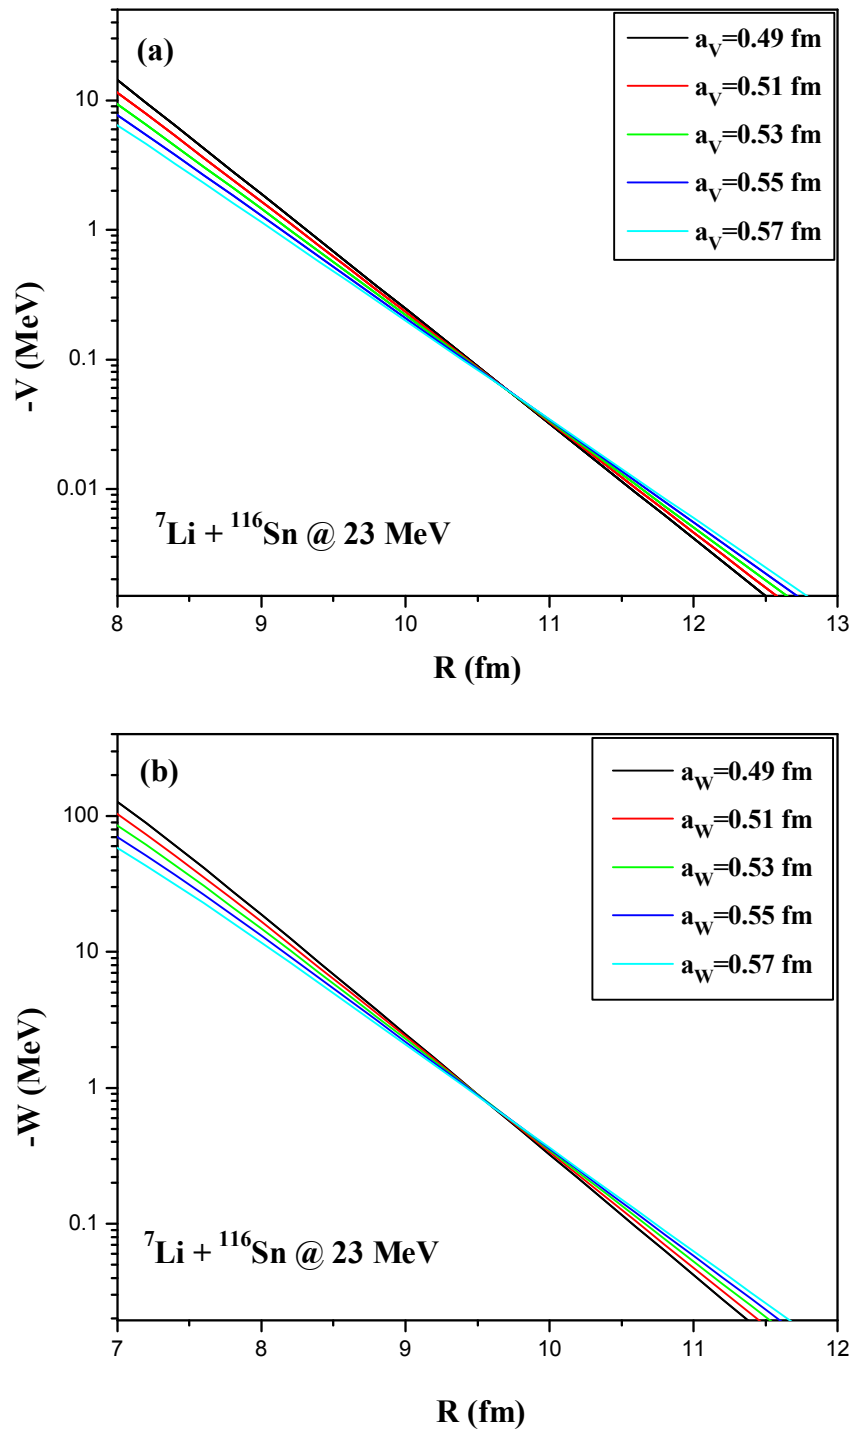 (a)
a_V=0.49 fm
a_V=0.51 fm
a_V=0.53 fm
a_V=0.55 fm
a_V=0.57 fm
10
1
0.1
0.01
-V (MeV)
⁷Li + ¹¹⁶Sn @ 23 MeV
8 9 10 11 12 13
R (fm)
(b)
a_W=0.49 fm
a_W=0.51 fm
a_W=0.53 fm
a_W=0.55 fm
a_W=0.57 fm
100
10
1
0.1
-W (MeV)
⁷Li + ¹¹⁶Sn @ 23 MeV
7 8 9 10 11 12
R (fm)